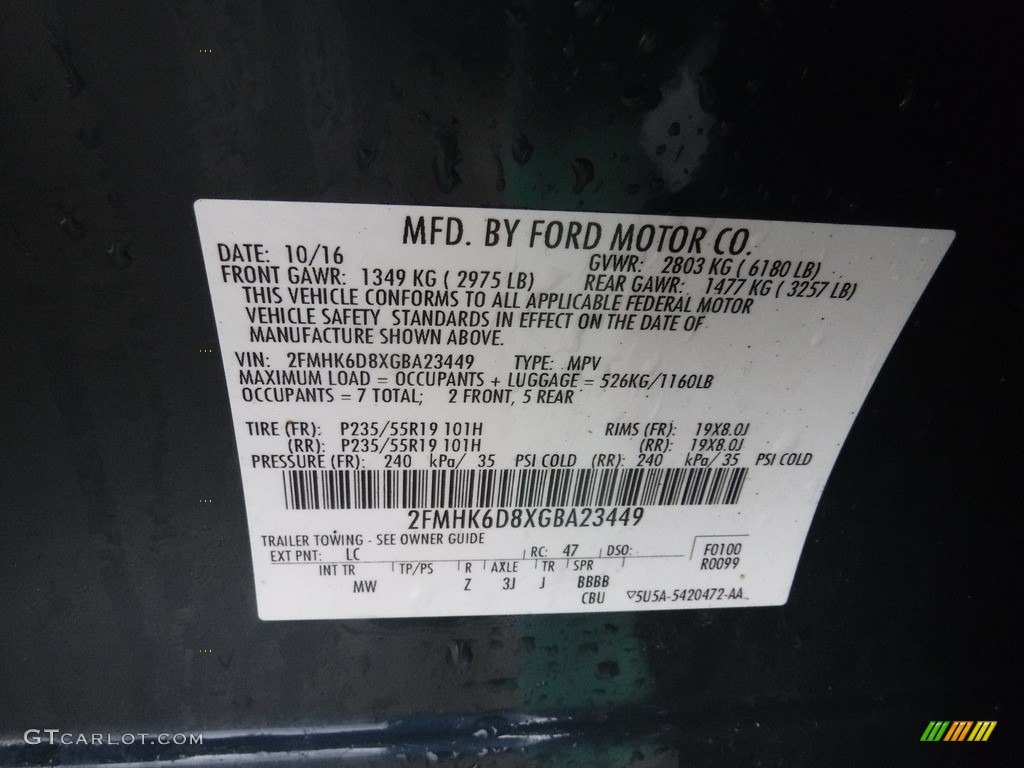 MFD. BY FORD MOTOR CO.
DATE: 10/16 GVWR: 2803 KG ( 6180 LB)
FRONT GAWR: 1349 KG ( 2975 LB) REAR GAWR: 1477 KG ( 3257 LB)
THIS VEHICLE CONFORMS TO ALL APPLICABLE FEDERAL MOTOR
VEHICLE SAFETY STANDARDS IN EFFECT ON THE DATE OF
MANUFACTURE SHOWN ABOVE.
VIN: 2FMHK6D8XGBA23449 TYPE: MPV
MAXIMUM LOAD = OCCUPANTS + LUGGAGE = 526KG/1160LB
OCCUPANTS = 7 TOTAL; 2 FRONT, 5 REAR
TIRE (FR): P235/55R19 101H RIMS (FR): 19X8.0J
(RR): P235/55R19 101H (RR): 19X8.0J
PRESSURE (FR): 240 kPa/ 35 PSI COLD (RR): 240 kPa/ 35 PSI COLD
2FMHK6D8XGBA23449
TRAILER TOWING - SEE OWNER GUIDE
EXT PNT: LC RC: 47 DSO: F0100
R0099
INT TR TP/PS R AXLE TR SPR
MW Z 3J J BBBB
CBU ▽5U5A-5420472-AA
GTCARLOT.COM